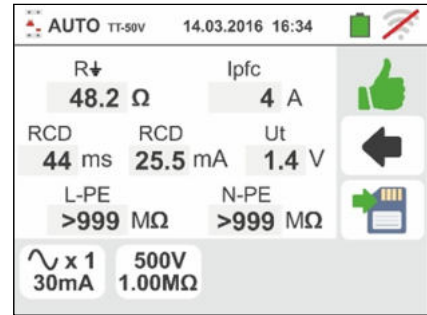 AUTO TT-50V 14.03.2016 16:34
R⏚ Ipfc
48.2 Ω 4 A
RCD RCD Ut
44 ms 25.5 mA 1.4 V
L-PE N-PE
>999 MΩ >999 MΩ
∿ x 1 500V
30mA 1.00MΩ